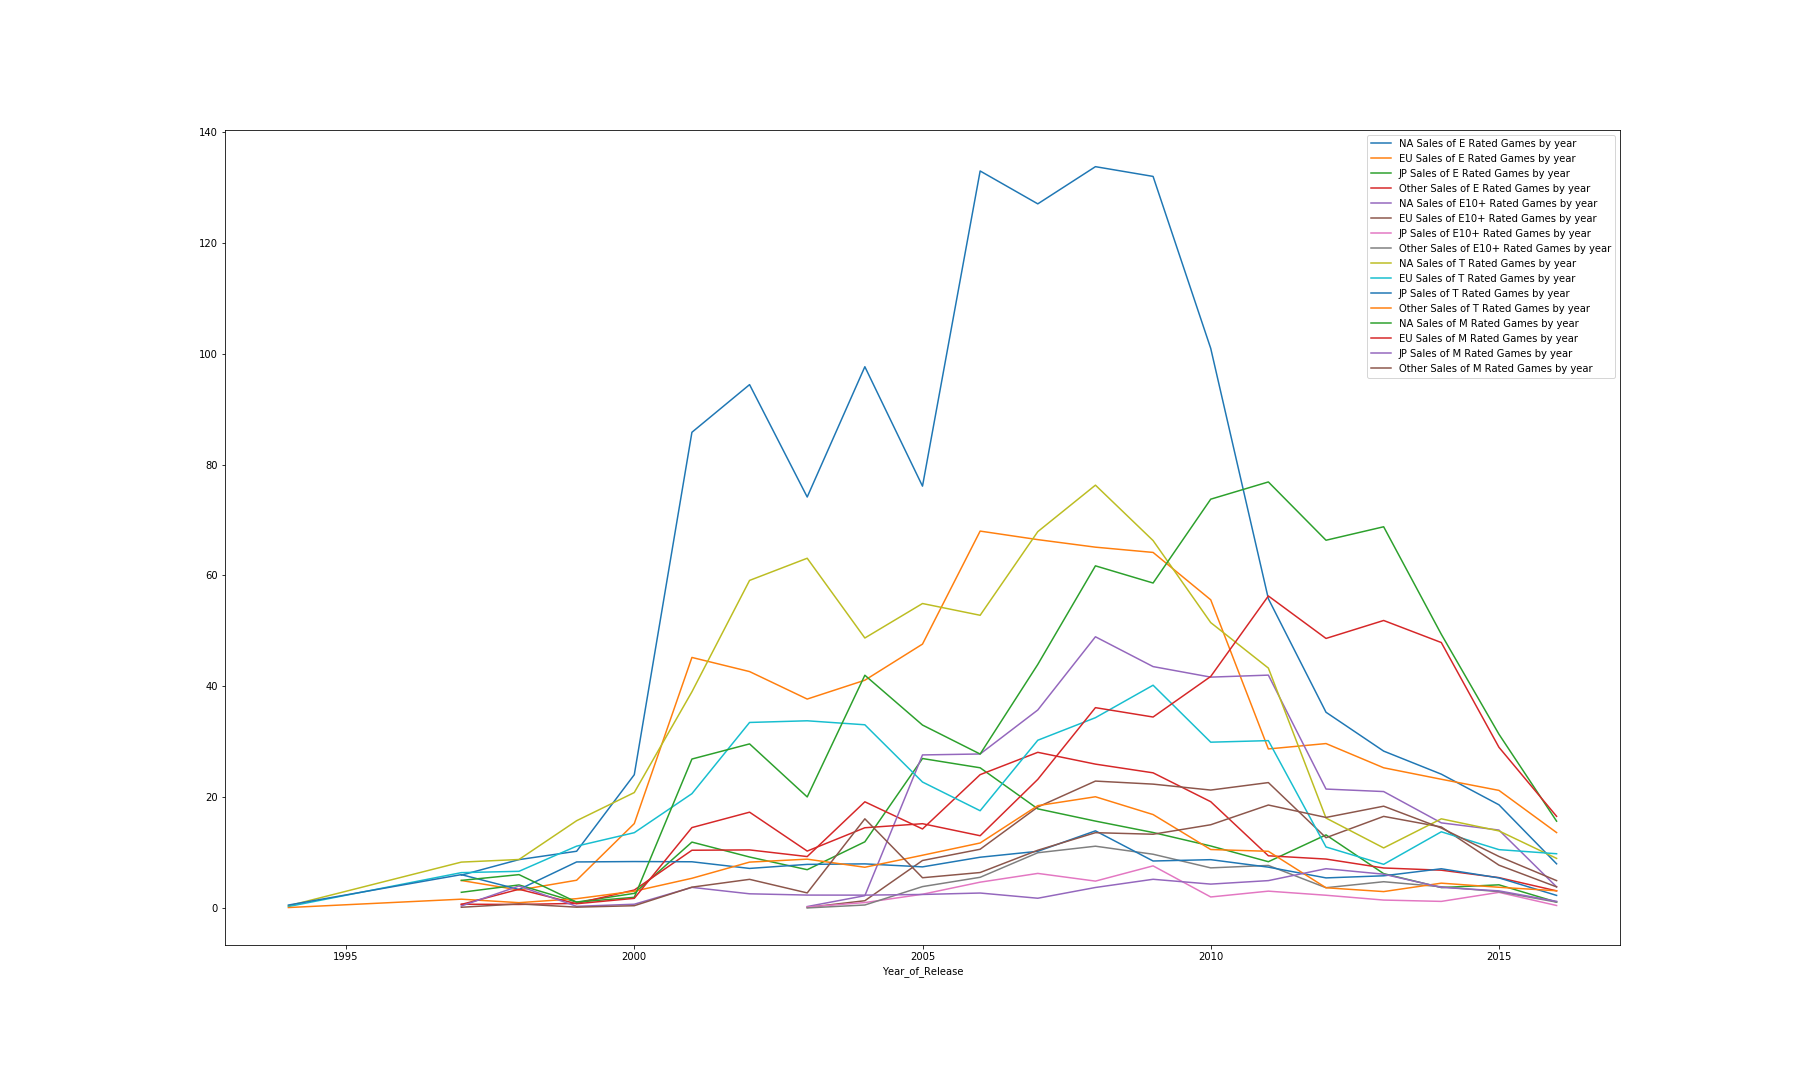 140
120
100
80
60
40
20
0
1995
2000
2005
2010
2015
Year_of_Release
NA Sales of E Rated Games by year
EU Sales of E Rated Games by year
JP Sales of E Rated Games by year
Other Sales of E Rated Games by year
NA Sales of E10+ Rated Games by year
EU Sales of E10+ Rated Games by year
JP Sales of E10+ Rated Games by year
Other Sales of E10+ Rated Games by year
NA Sales of T Rated Games by year
EU Sales of T Rated Games by year
JP Sales of T Rated Games by year
Other Sales of T Rated Games by year
NA Sales of M Rated Games by year
EU Sales of M Rated Games by year
JP Sales of M Rated Games by year
Other Sales of M Rated Games by year